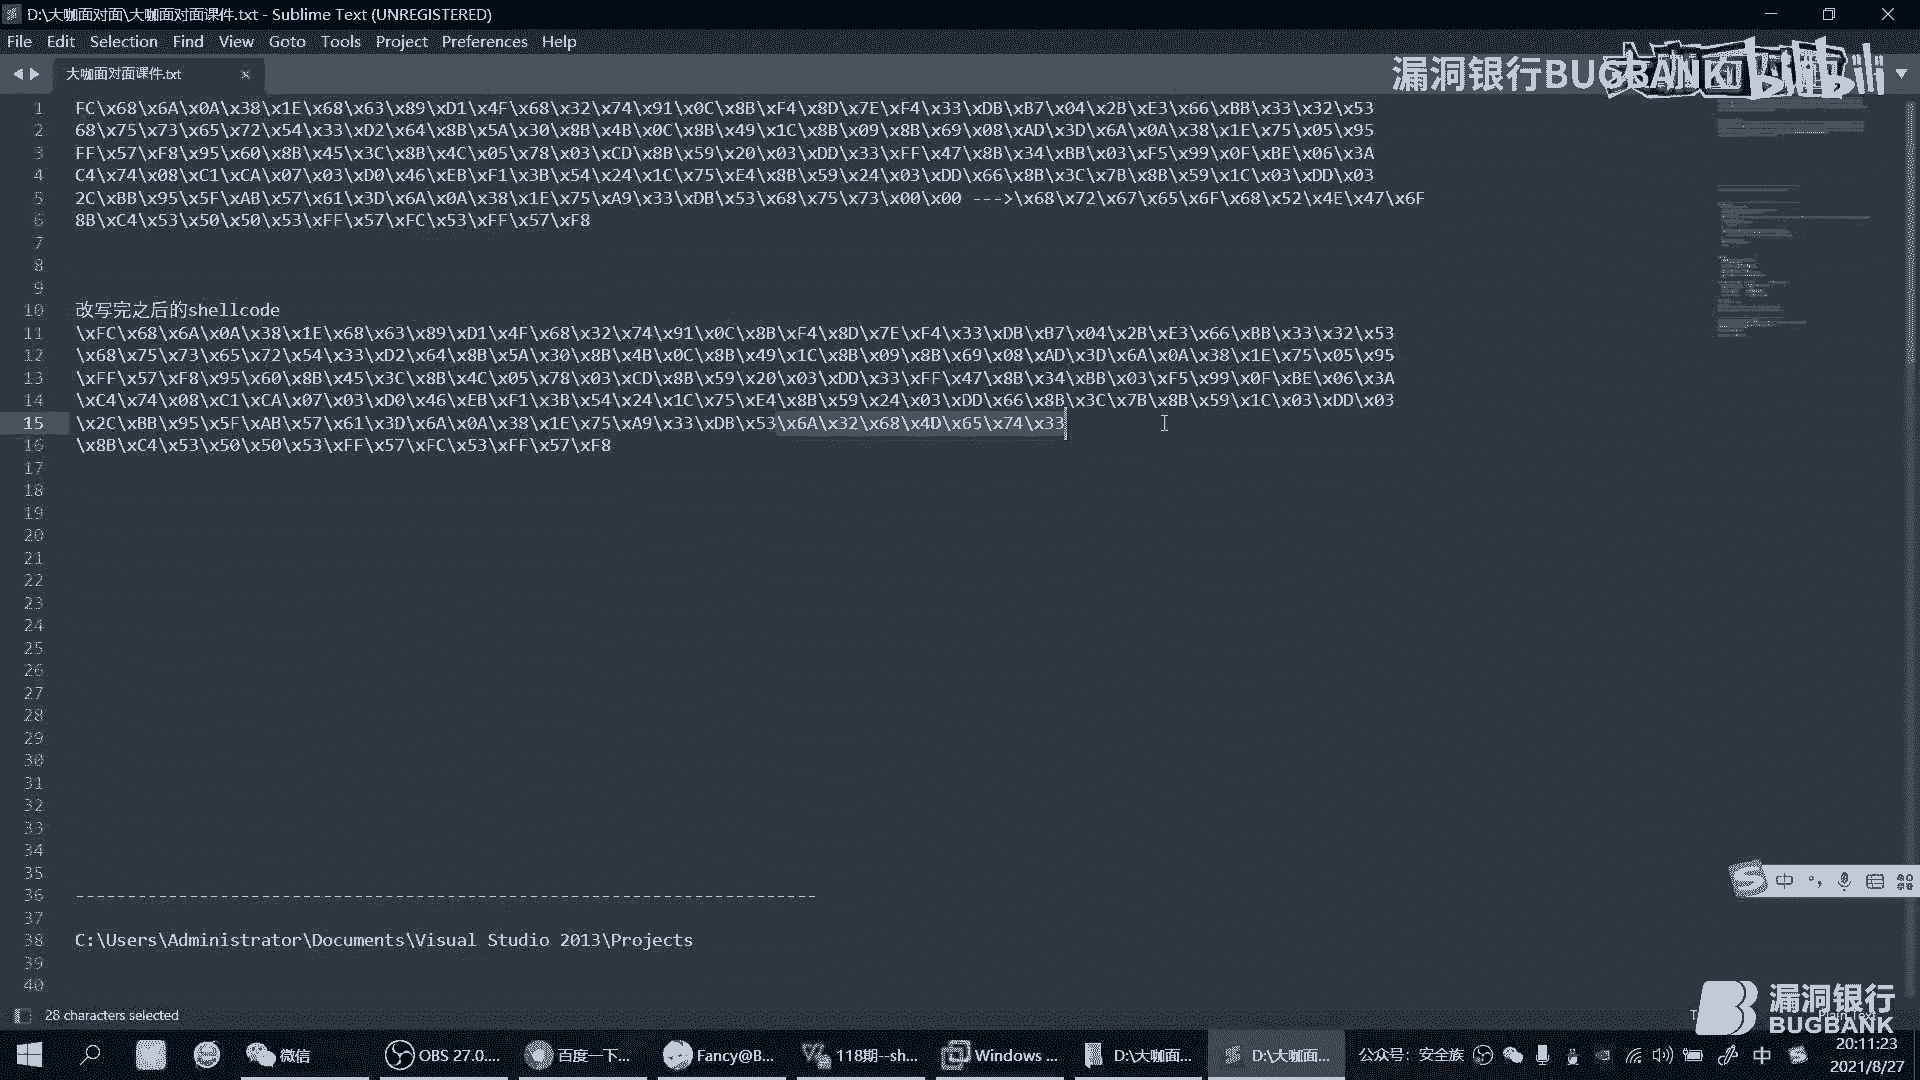 D:\大咖面对面\大咖面对面课件.txt - Sublime Text (UNREGISTERED)
File Edit Selection Find View Goto Tools Project Preferences Help
大咖面对面课件.txt
漏洞银行BUGBANK
bilibili
1 FC\x68\x6A\x0A\x38\x1E\x68\x63\x89\xD1\x4F\x68\x32\x74\x91\x0C\x8B\xF4\x8D\x7E\xF4\x33\xDB\xB7\x04\x2B\xE3\x66\xBB\x33\x32\x53
2 68\x75\x73\x65\x72\x54\x33\xD2\x64\x8B\x5A\x30\x8B\x4B\x0C\x8B\x49\x1C\x8B\x09\x8B\x69\x08\xAD\x3D\x6A\x0A\x38\x1E\x75\x05\x95
3 FF\x57\xF8\x95\x60\x8B\x45\x3C\x8B\x4C\x05\x78\x03\xCD\x8B\x59\x20\x03\xDD\x33\xFF\x47\x8B\x34\xBB\x03\xF5\x99\x0F\xBE\x06\x3A
4 C4\x74\x08\xC1\xCA\x07\x03\xD0\x46\xEB\xF1\x3B\x54\x24\x1C\x75\xE4\x8B\x59\x24\x03\xDD\x66\x8B\x3C\x7B\x8B\x59\x1C\x03\xDD\x03
5 2C\xBB\x95\x5F\xAB\x57\x61\x3D\x6A\x0A\x38\x1E\x75\xA9\x33\xDB\x53\x68\x75\x73\x00\x00 --->\x68\x72\x67\x65\x6F\x68\x52\x4E\x47\x6F
6 8B\xC4\x53\x50\x50\x53\xFF\x57\xFC\x53\xFF\x57\xF8
7
8
9
10 改写完之后的shellcode
11 \xFC\x68\x6A\x0A\x38\x1E\x68\x63\x89\xD1\x4F\x68\x32\x74\x91\x0C\x8B\xF4\x8D\x7E\xF4\x33\xDB\xB7\x04\x2B\xE3\x66\xBB\x33\x32\x53
12 \x68\x75\x73\x65\x72\x54\x33\xD2\x64\x8B\x5A\x30\x8B\x4B\x0C\x8B\x49\x1C\x8B\x09\x8B\x69\x08\xAD\x3D\x6A\x0A\x38\x1E\x75\x05\x95
13 \xFF\x57\xF8\x95\x60\x8B\x45\x3C\x8B\x4C\x05\x78\x03\xCD\x8B\x59\x20\x03\xDD\x33\xFF\x47\x8B\x34\xBB\x03\xF5\x99\x0F\xBE\x06\x3A
14 \xC4\x74\x08\xC1\xCA\x07\x03\xD0\x46\xEB\xF1\x3B\x54\x24\x1C\x75\xE4\x8B\x59\x24\x03\xDD\x66\x8B\x3C\x7B\x8B\x59\x1C\x03\xDD\x03
15 \x2C\xBB\x95\x5F\xAB\x57\x61\x3D\x6A\x0A\x38\x1E\x75\xA9\x33\xDB\x53\x6A\x32\x68\x4D\x65\x74\x33
16 \x8B\xC4\x53\x50\x50\x53\xFF\x57\xFC\x53\xFF\x57\xF8
17
18
19
20
21
22
23
24
25
26
27
28
29
30
31
32
33
34
35
36 ------------------------------------------------------------------------
37
38 C:\Users\Administrator\Documents\Visual Studio 2013\Projects
39
40
中
28 characters selected
漏洞银行
BUGBANK
微信 OBS 27.0.... 百度一下... Fancy@B... 118期--sh... Windows ... D:\大咖面... D:\大咖面... 公众号: 安全族 中
20:11:23
2021/8/27